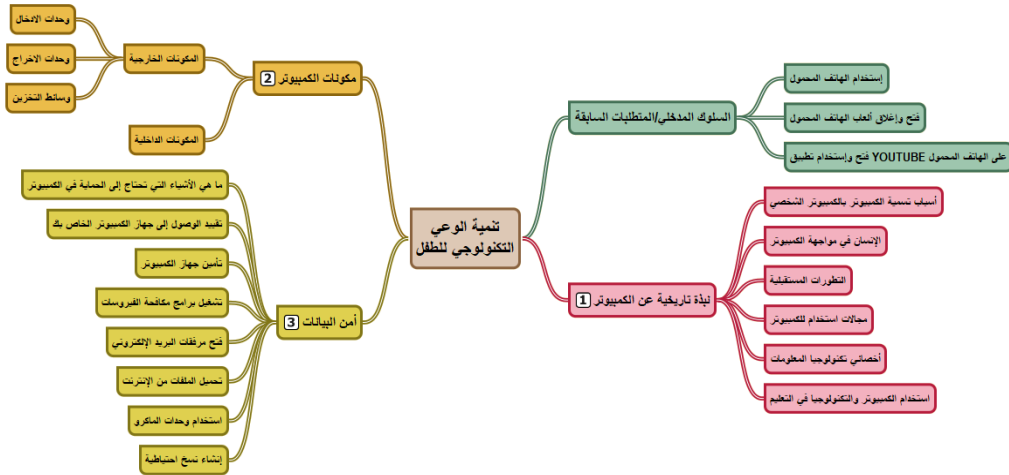 تنمية الوعي
التكنولوجي للطفل
السلوك المدخلي/المتطلبات السابقة
إستخدام الهاتف المحمول
فتح وإغلاق ألعاب الهاتف المحمول
على الهاتف المحمول YOUTUBE فتح وإستخدام تطبيق
نبذة تاريخية عن الكمبيوتر 1
أسباب تسمية الكمبيوتر بالكمبيوتر الشخصي
الإنسان في مواجهة الكمبيوتر
التطورات المستقبلية
مجالات استخدام للكمبيوتر
أخصائي تكنولوجيا المعلومات
استخدام الكمبيوتر والتكنولوجيا في التعليم
مكونات الكمبيوتر 2
المكونات الخارجية
وحدات الادخال
وحدات الاخراج
وسائط التخزين
المكونات الداخلية
أمن البيانات 3
ما هي الأشياء التي تحتاج إلى الحماية في الكمبيوتر
تقييد الوصول إلى جهاز الكمبيوتر الخاص بك
تأمين جهاز الكمبيوتر
تشغيل برامج مكافحة الفيروسات
فتح مرفقات البريد الإلكتروني
تحميل الملفات من الإنترنت
استخدام وحدات الماكرو
إنشاء نسخ احتياطية